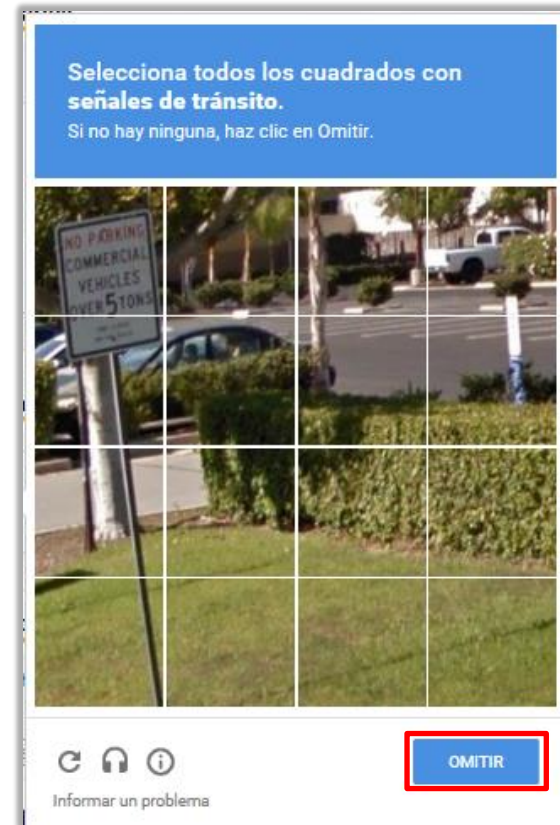 Selecciona todos los cuadrados con
señales de tránsito.
Si no hay ninguna, haz clic en Omitir.
NO PARKING
COMMERCIAL
VEHICLES
OVER 5 TONS
OMITIR
Informar un problema